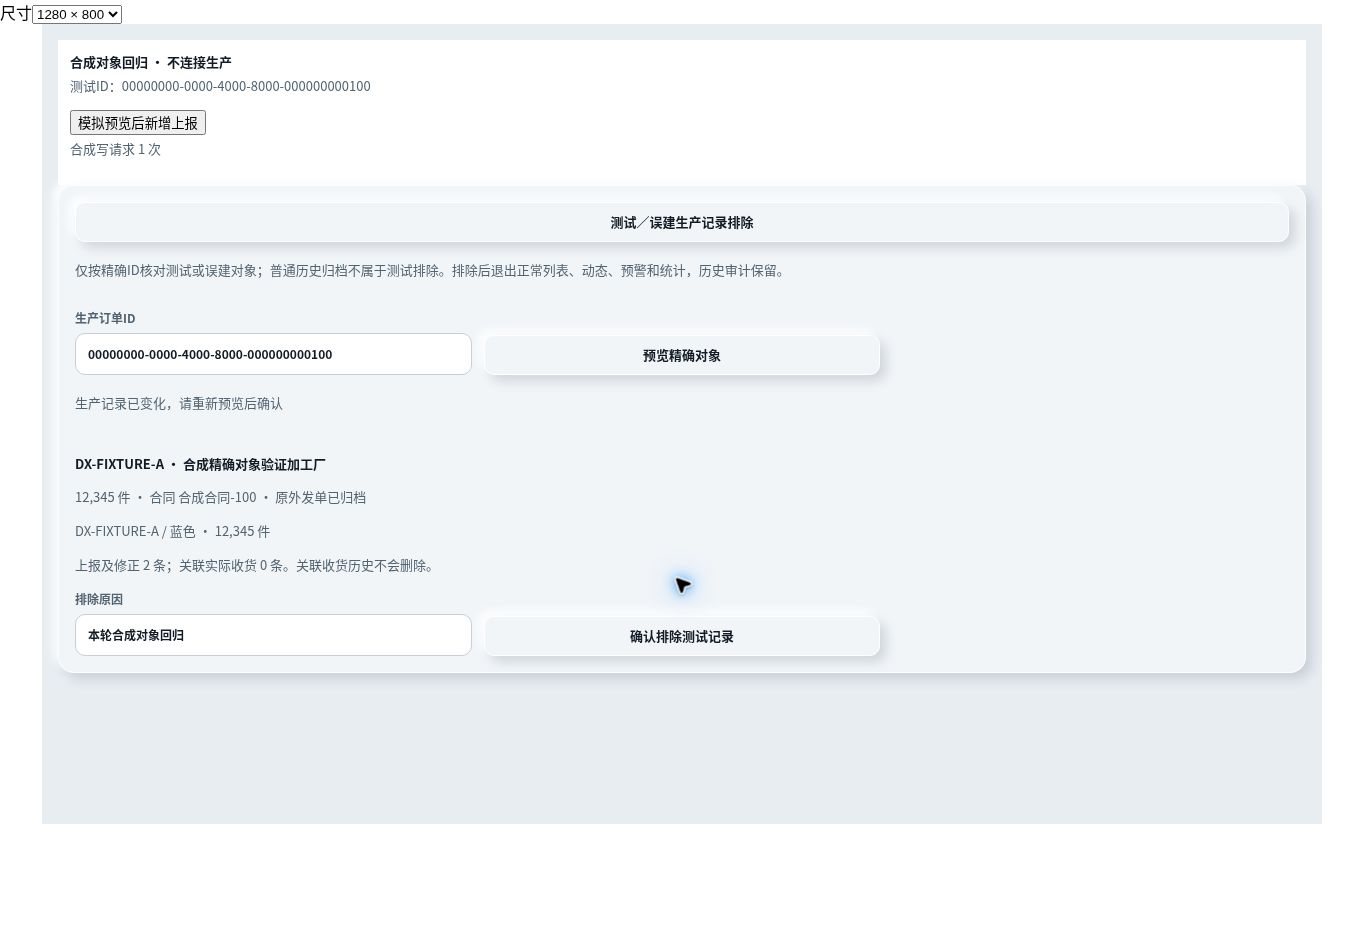 尺寸 1280 × 800
合成对象回归 · 不连接生产
测试ID：00000000-0000-4000-8000-000000000100
模拟预览后新增上报
合成写请求 1 次
测试／误建生产记录排除
仅按精确ID核对测试或误建对象；普通历史归档不属于测试排除。排除后退出正常列表、动态、预警和统计，历史审计保留。
生产订单ID
00000000-0000-4000-8000-000000000100
预览精确对象
生产记录已变化，请重新预览后确认
DX-FIXTURE-A · 合成精确对象验证加工厂
12,345 件 · 合同 合成合同-100 · 原外发单已归档
DX-FIXTURE-A / 蓝色 · 12,345 件
上报及修正 2 条；关联实际收货 0 条。关联收货历史不会删除。
排除原因
本轮合成对象回归
确认排除测试记录